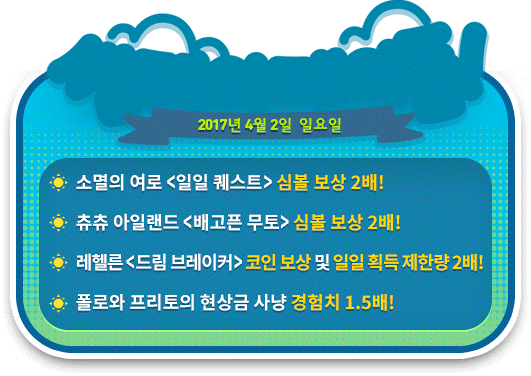 2017년 4월 2일 일요일
소멸의 여로 <일일 퀘스트> 심볼 보상 2배!
츄츄 아일랜드 <배고픈 무토> 심볼 보상 2배!
레헬른 <드림 브레이커> 코인 보상 및 일일 획득 제한량 2배!
폴로와 프리토의 현상금 사냥 경험치 1.5배!